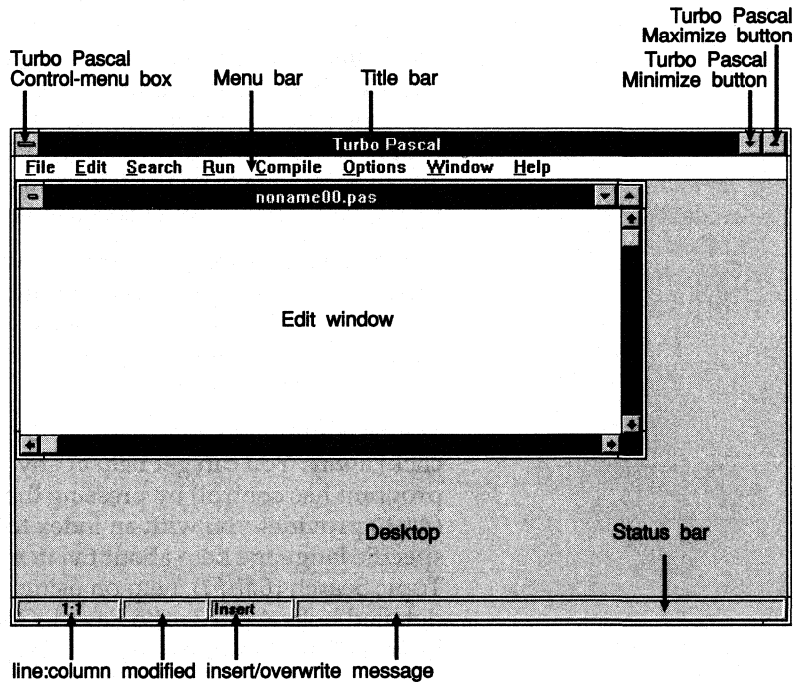 Turbo Pascal
Maximize button
Turbo Pascal
Control-menu box
Menu bar
Title bar
Turbo Pascal
Minimize button
Turbo Pascal
File Edit Search Run Compile Options Window Help
noname00.pas
Edit window
Desktop
Status bar
1:1
Insert
line:column modified insert/overwrite message